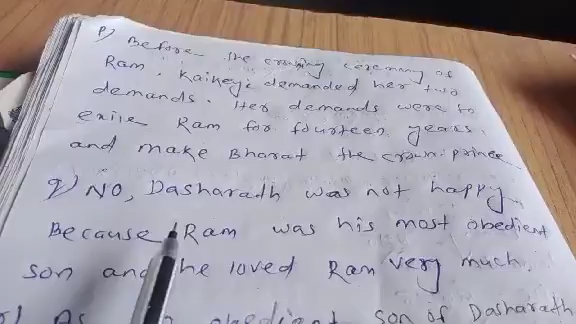 P) Before the crowning ceremony of
Ram, Kaikeyi demanded her two
demands. Her demands were to
exile Ram for fourteen years.
and make Bharat the crown prince
q) No, Dasharath was not happy.
Because Ram was his most obedient
son and he loved Ram very much.
As obedient son of Dasharath